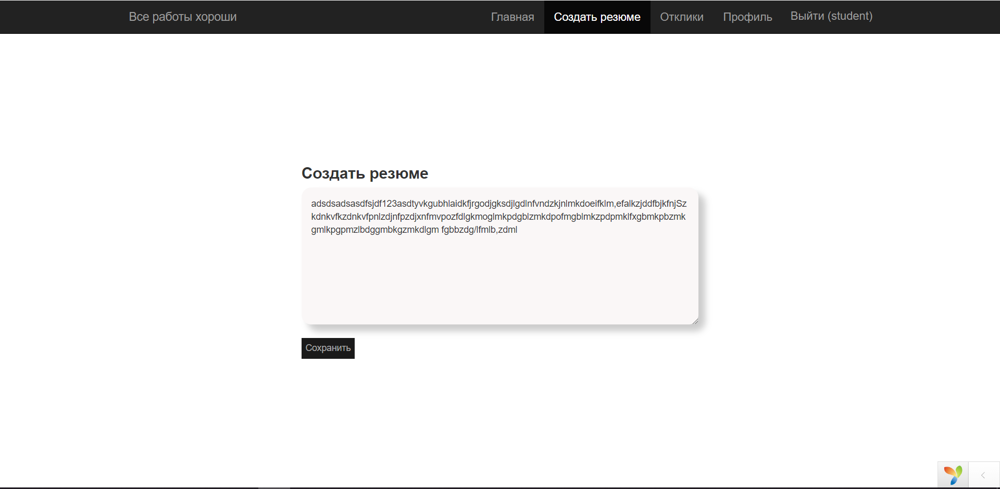 Все работы хороши
Главная
Создать резюме
Отклики
Профиль
Выйти (student)
Создать резюме
adsdsadsasdfsjdf123asdtyvkgubhlaidkfjrgodjgksdjlgdlnfvndzkjnlmkdoeifklm,efalkzjddfbjkfnjSz
kdnkvfkzdnkvfpnlzdjnfpzdjxnfmvpozfdlgkmoglmkpdgblzmkdpofmgblmkzpdpmklfxgbmkpbzmk
gmlkpgpmzlbdggmbkgzmkdlgm fgbbzdg/lfmlb,zdml
Сохранить